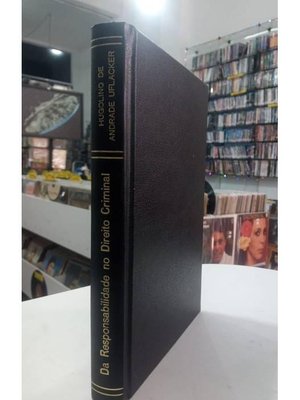 HUGOLINO DE
ANDRADE UFLACKER
Da Responsabilidade no Direito Criminal